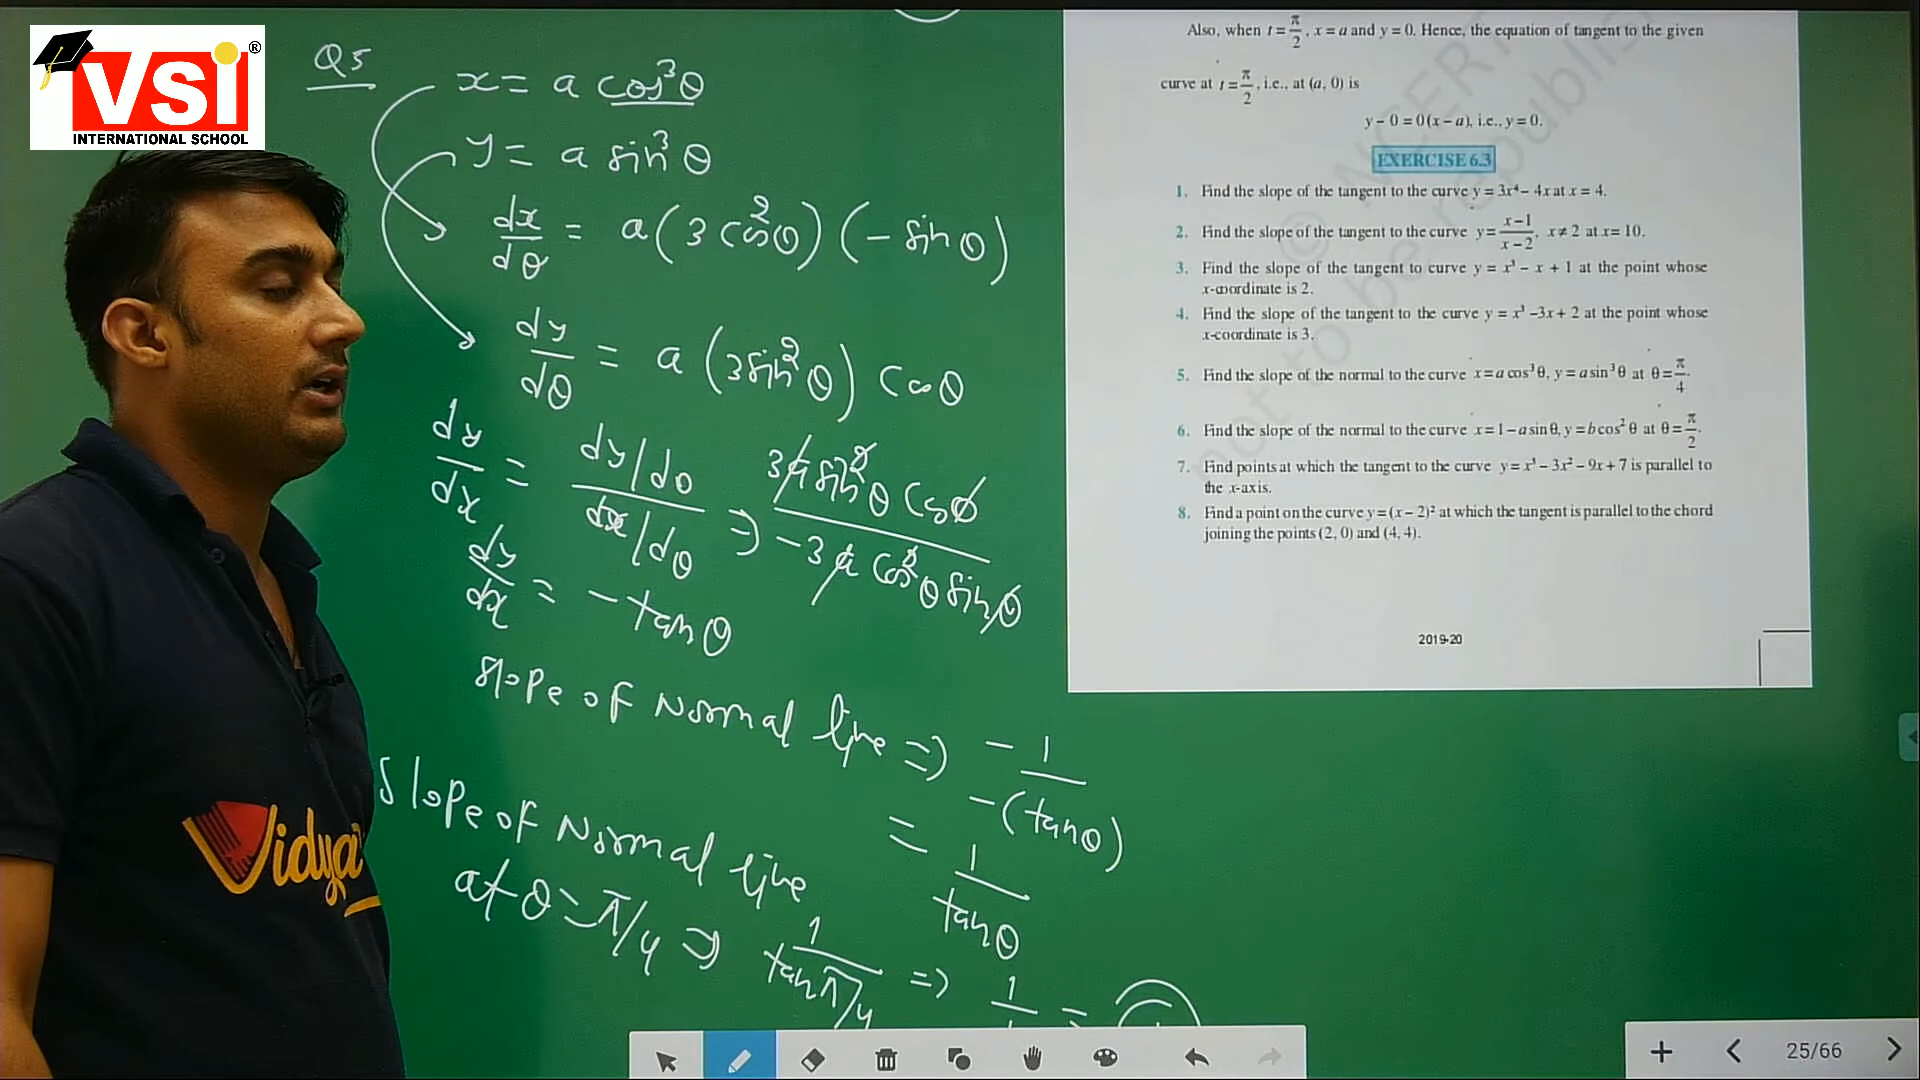 VSI ®
INTERNATIONAL SCHOOL
Q5
x = a cos³θ
y = a sin³θ
dx/dθ = a(3cos²θ)(-sinθ)
dy/dθ = a(3sin²θ) Cosθ
dy/dx = dy/dθ / dx/dθ ⇒ 3a sin²θ Cosθ / -3a Cos²θ sinθ
dy/dx = -tanθ
Slope of Normal line ⇒ -1/-(tanθ)
= 1/tanθ
Slope of Normal line
at θ=π/4 ⇒ 1/tanπ/4 ⇒ 1/1 =
Vidya
Also, when t = π/2, x = a and y = 0. Hence, the equation of tangent to the given
curve at t = π/2, i.e., at (a, 0) is
y – 0 = 0 (x – a), i.e., y = 0.
EXERCISE 6.3
1. Find the slope of the tangent to the curve y = 3x⁴ – 4x at x = 4.
2. Find the slope of the tangent to the curve y = x–1/x–2, x ≠ 2 at x = 10.
3. Find the slope of the tangent to curve y = x³ – x + 1 at the point whose
x-coordinate is 2.
4. Find the slope of the tangent to the curve y = x³ –3x + 2 at the point whose
x-coordinate is 3.
5. Find the slope of the normal to the curve x = a cos³θ, y = a sin³θ at θ = π/4.
6. Find the slope of the normal to the curve x = 1 – a sin θ, y = b cos² θ at θ = π/2.
7. Find points at which the tangent to the curve y = x³ – 3x² – 9x + 7 is parallel to
the x-axis.
8. Find a point on the curve y = (x – 2)² at which the tangent is parallel to the chord
joining the points (2, 0) and (4, 4).
2019-20
25/66